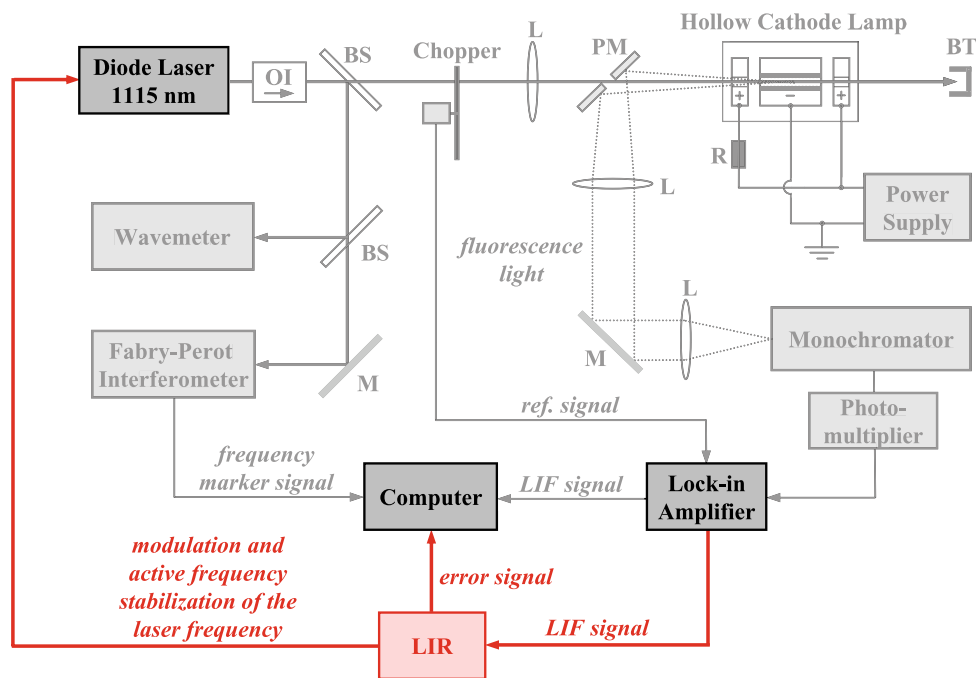 Hollow Cathode Lamp
L
BS
Chopper
PM
BT
Diode Laser
1115 nm
OI
+
−
+
R
L
Power
Supply
Wavemeter
BS
fluorescence
light
L
Fabry-Perot
Interferometer
M
M
Monochromator
ref. signal
Photo-
multiplier
frequency
marker signal
Computer
LIF signal
Lock-in
Amplifier
modulation and
active frequency
stabilization of the
laser frequency
error signal
LIR
LIF signal